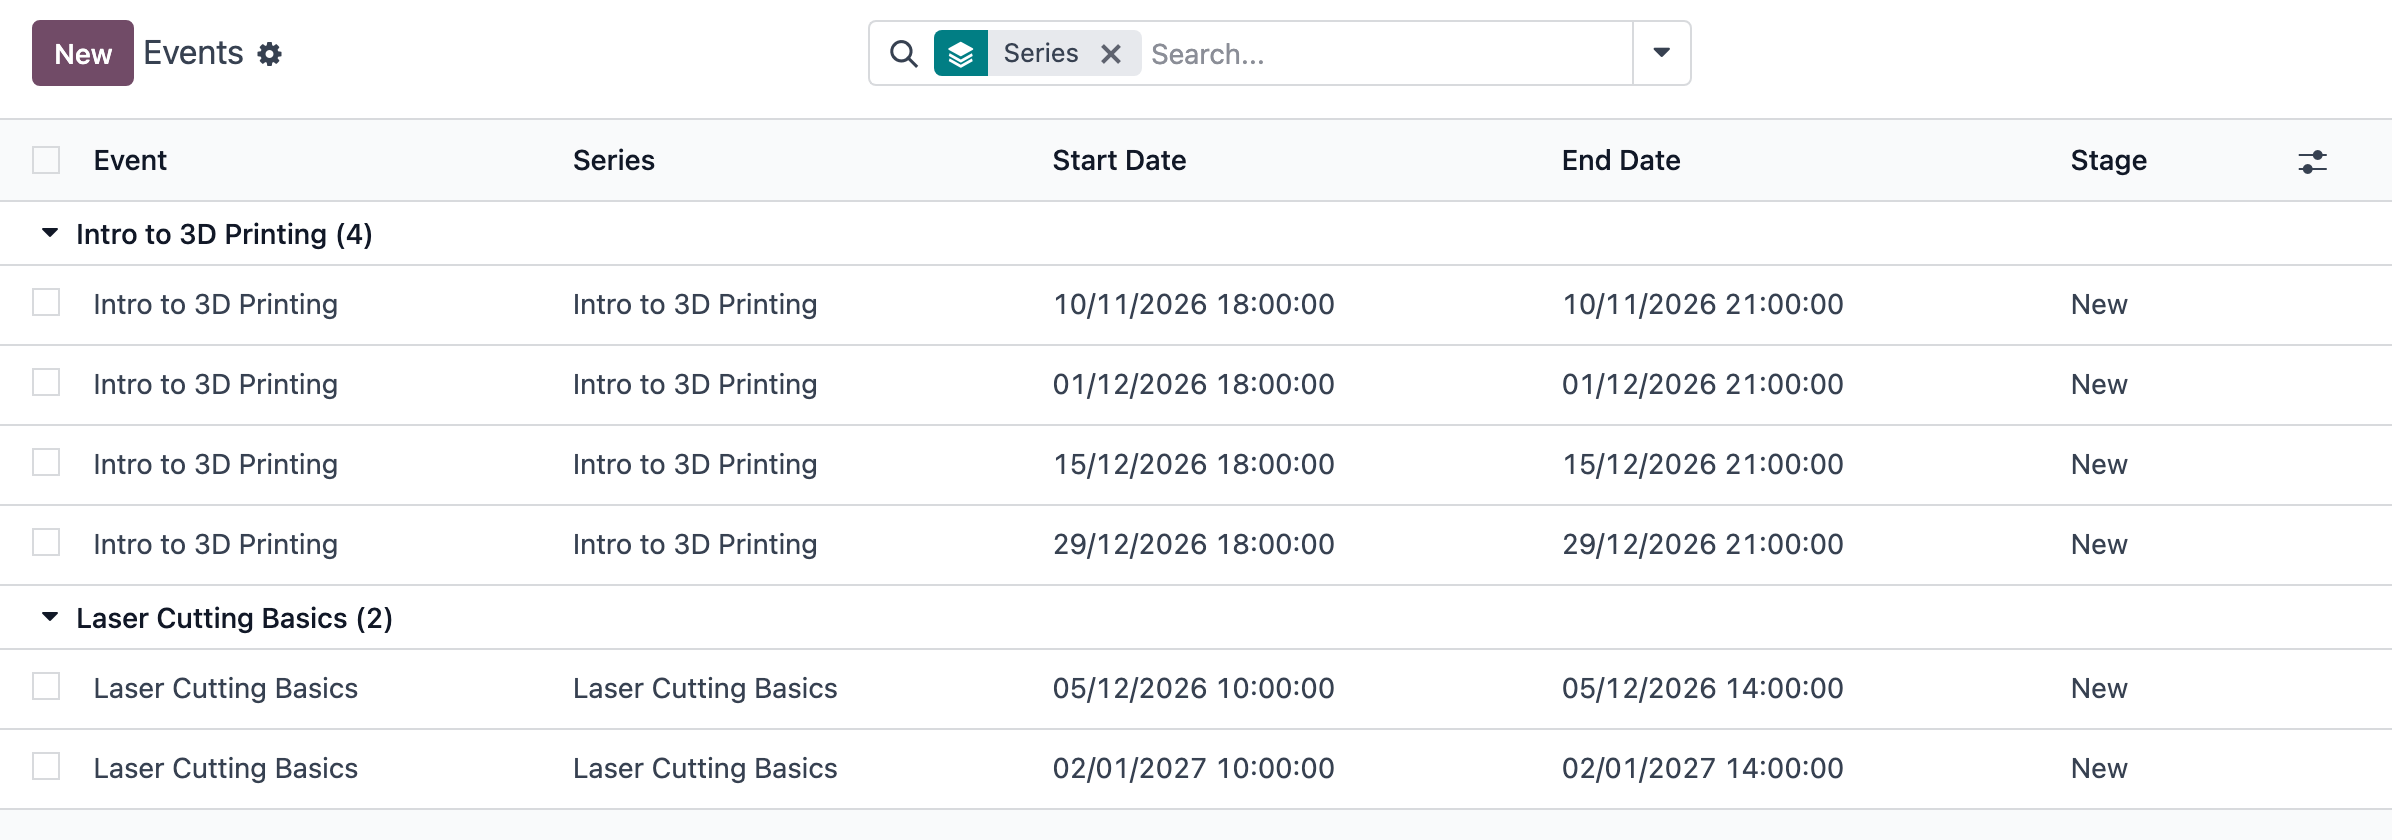 New Events Series Search...
Event Series Start Date End Date Stage
Intro to 3D Printing (4)
Intro to 3D Printing Intro to 3D Printing 10/11/2026 18:00:00 10/11/2026 21:00:00 New
Intro to 3D Printing Intro to 3D Printing 01/12/2026 18:00:00 01/12/2026 21:00:00 New
Intro to 3D Printing Intro to 3D Printing 15/12/2026 18:00:00 15/12/2026 21:00:00 New
Intro to 3D Printing Intro to 3D Printing 29/12/2026 18:00:00 29/12/2026 21:00:00 New
Laser Cutting Basics (2)
Laser Cutting Basics Laser Cutting Basics 05/12/2026 10:00:00 05/12/2026 14:00:00 New
Laser Cutting Basics Laser Cutting Basics 02/01/2027 10:00:00 02/01/2027 14:00:00 New